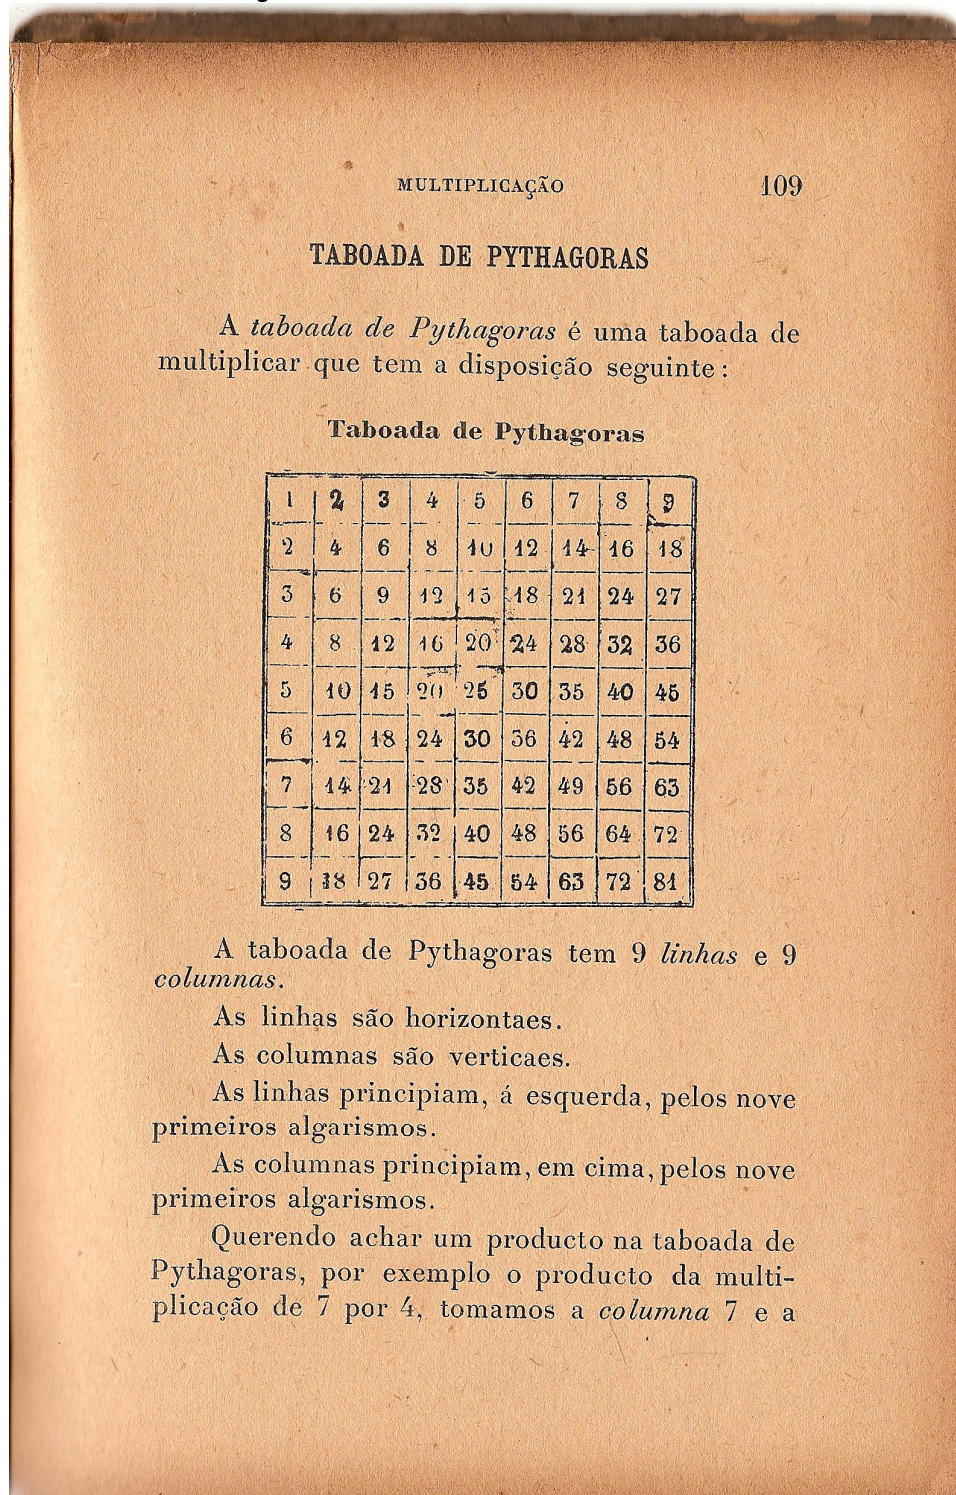 MULTIPLICAÇÃO 109
TABOADA DE PYTHAGORAS
A taboada de Pythagoras é uma taboada de
multiplicar que tem a disposição seguinte :
Taboada de Pythagoras
1 2 3 4 5 6 7 8 9
2 4 6 8 10 12 14 16 18
3 6 9 12 15 18 21 24 27
4 8 12 16 20 24 28 32 36
5 10 15 20 25 30 35 40 45
6 12 18 24 30 36 42 48 54
7 14 21 28 35 42 49 56 63
8 16 24 32 40 48 56 64 72
9 18 27 36 45 54 63 72 81
A taboada de Pythagoras tem 9 linhas e 9
columnas.
As linhas são horizontaes.
As columnas são verticaes.
As linhas principiam, á esquerda, pelos nove
primeiros algarismos.
As columnas principiam, em cima, pelos nove
primeiros algarismos.
Querendo achar um producto na taboada de
Pythagoras, por exemplo o producto da multi-
plicação de 7 por 4, tomamos a columna 7 e a